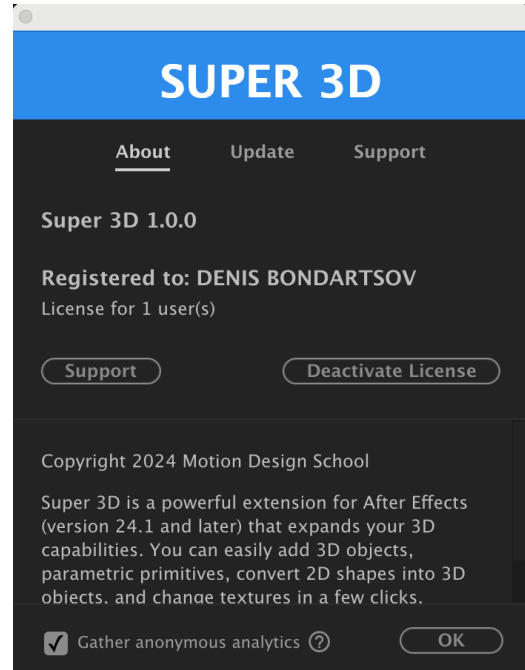 SUPER 3D
About Update Support
Super 3D 1.0.0
Registered to: DENIS BONDARTSOV
License for 1 user(s)
Support Deactivate License
Copyright 2024 Motion Design School
Super 3D is a powerful extension for After Effects
(version 24.1 and later) that expands your 3D
capabilities. You can easily add 3D objects,
parametric primitives, convert 2D shapes into 3D
objects, and change textures in a few clicks.
Gather anonymous analytics ? OK